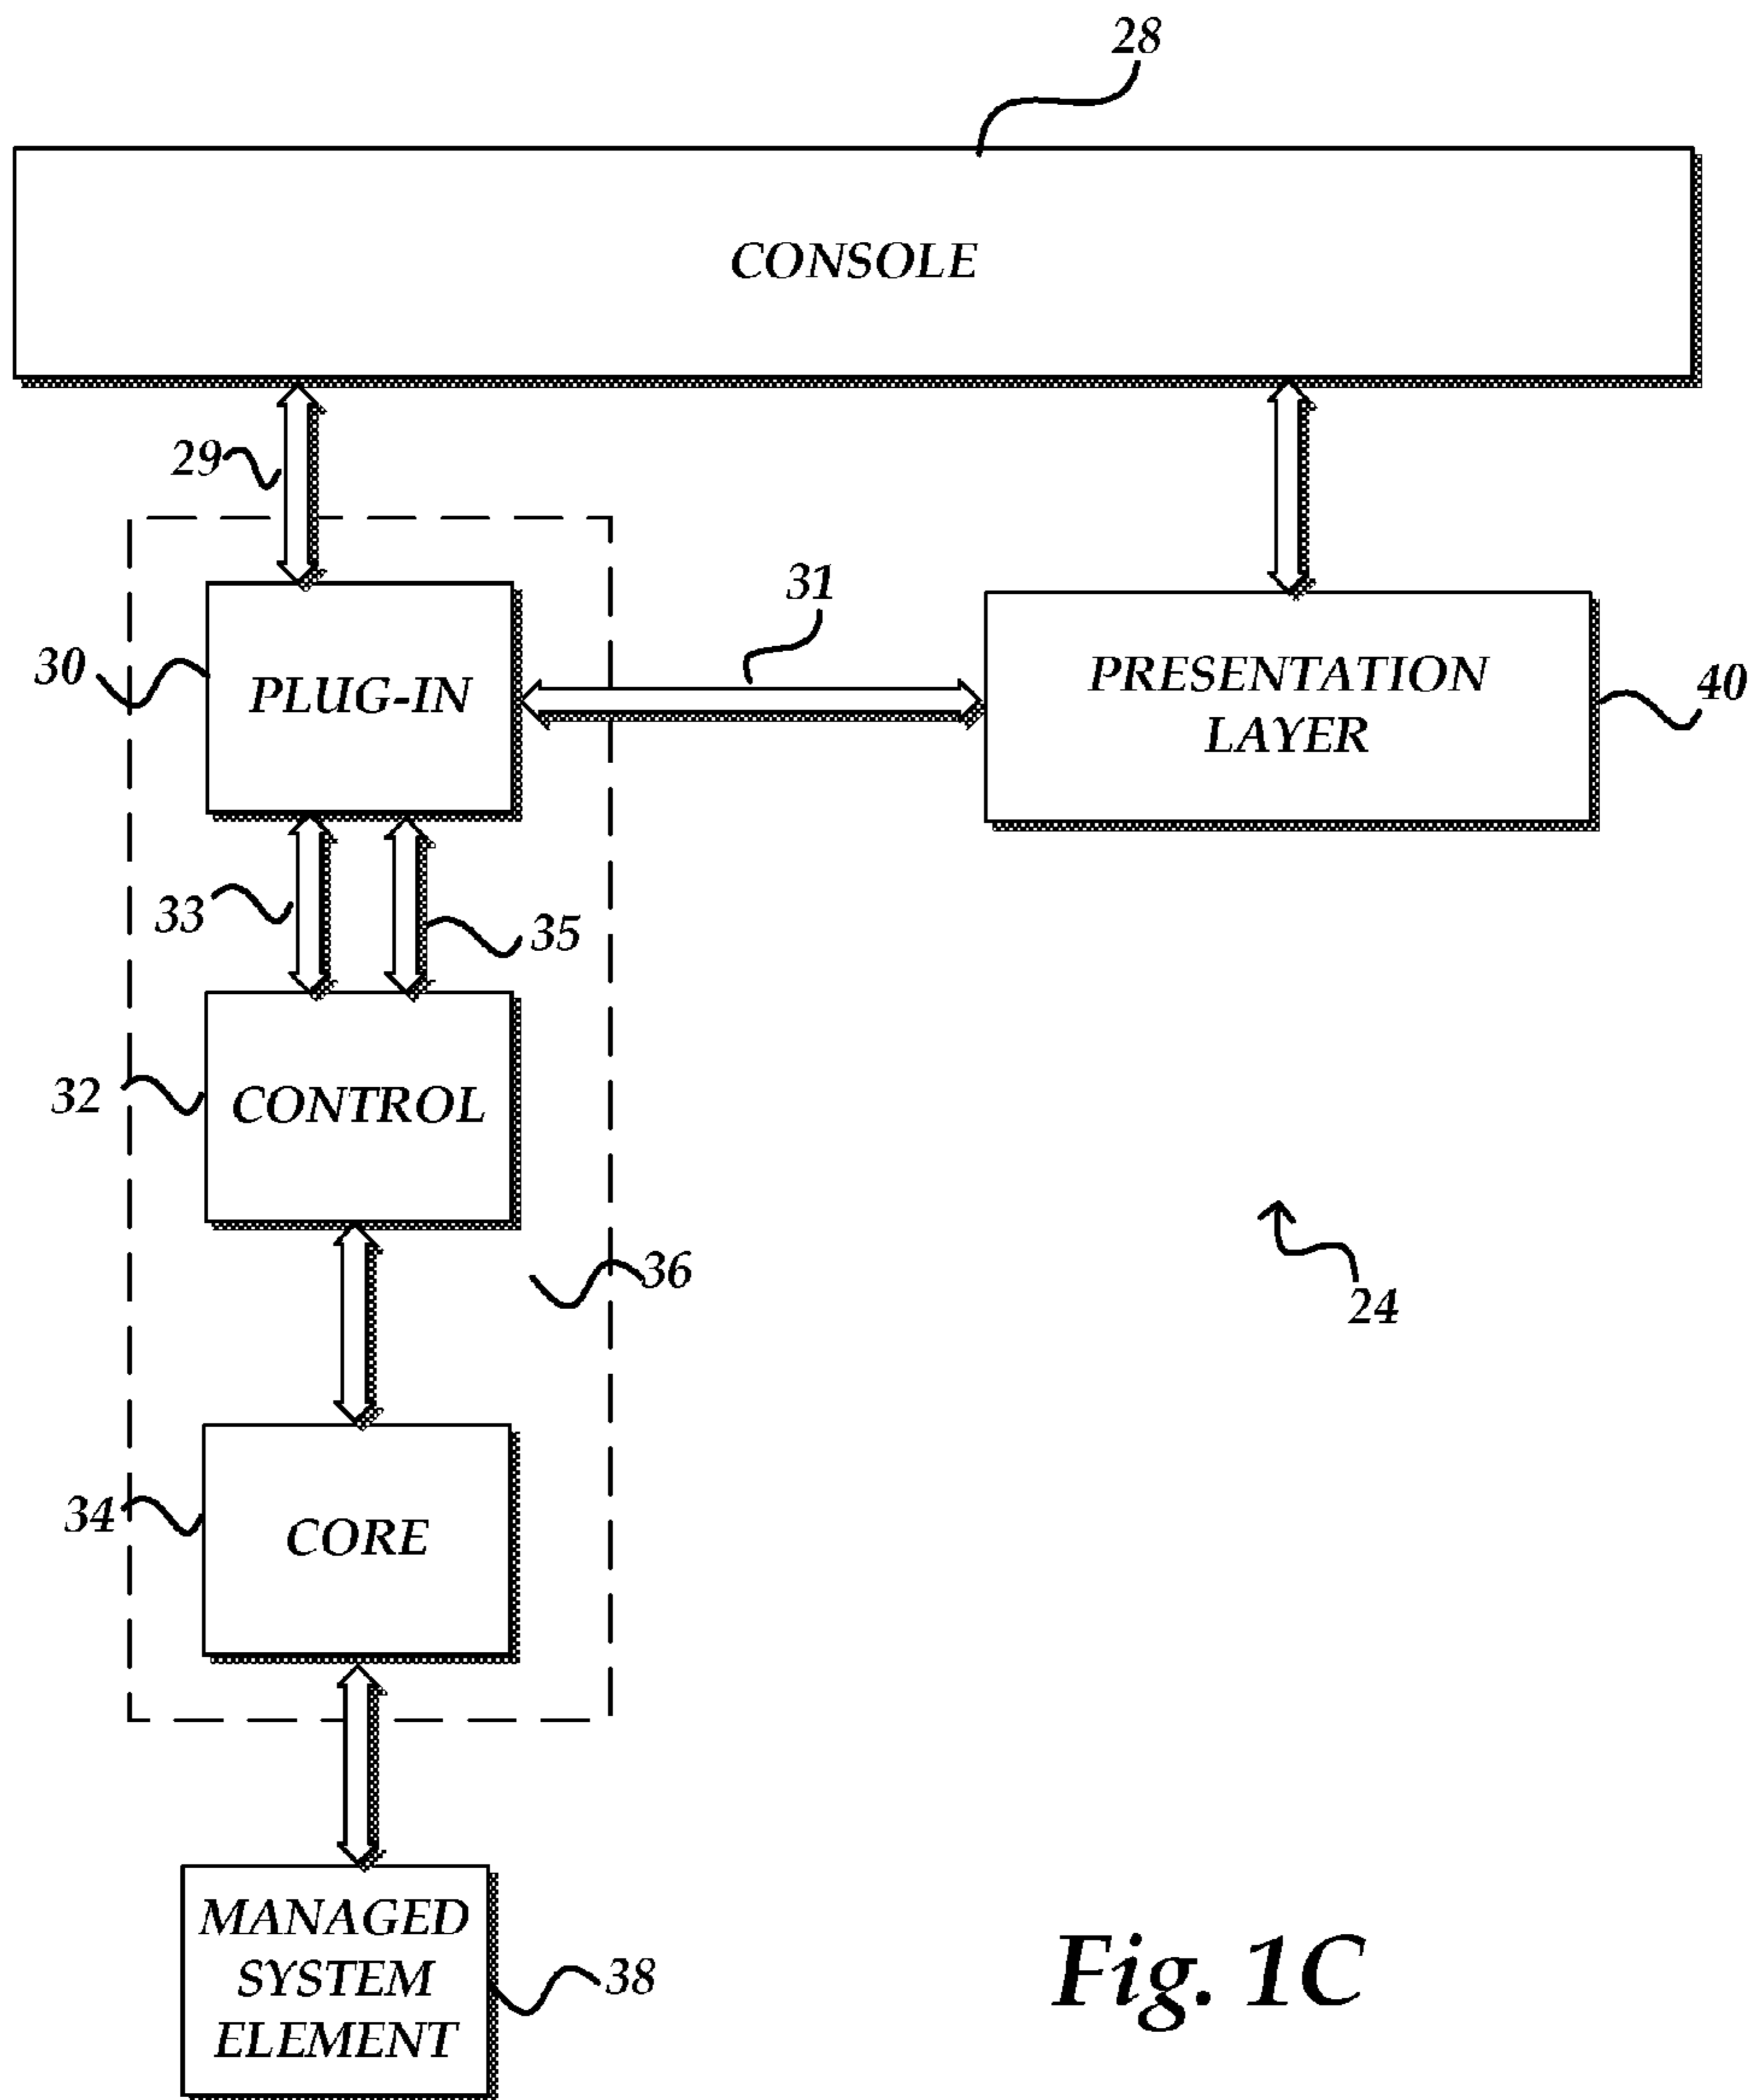 28
CONSOLE
29
31
30
PLUG-IN
PRESENTATION
LAYER
40
33
35
32
CONTROL
36
24
34
CORE
MANAGED
SYSTEM
ELEMENT
38
Fig. 1C